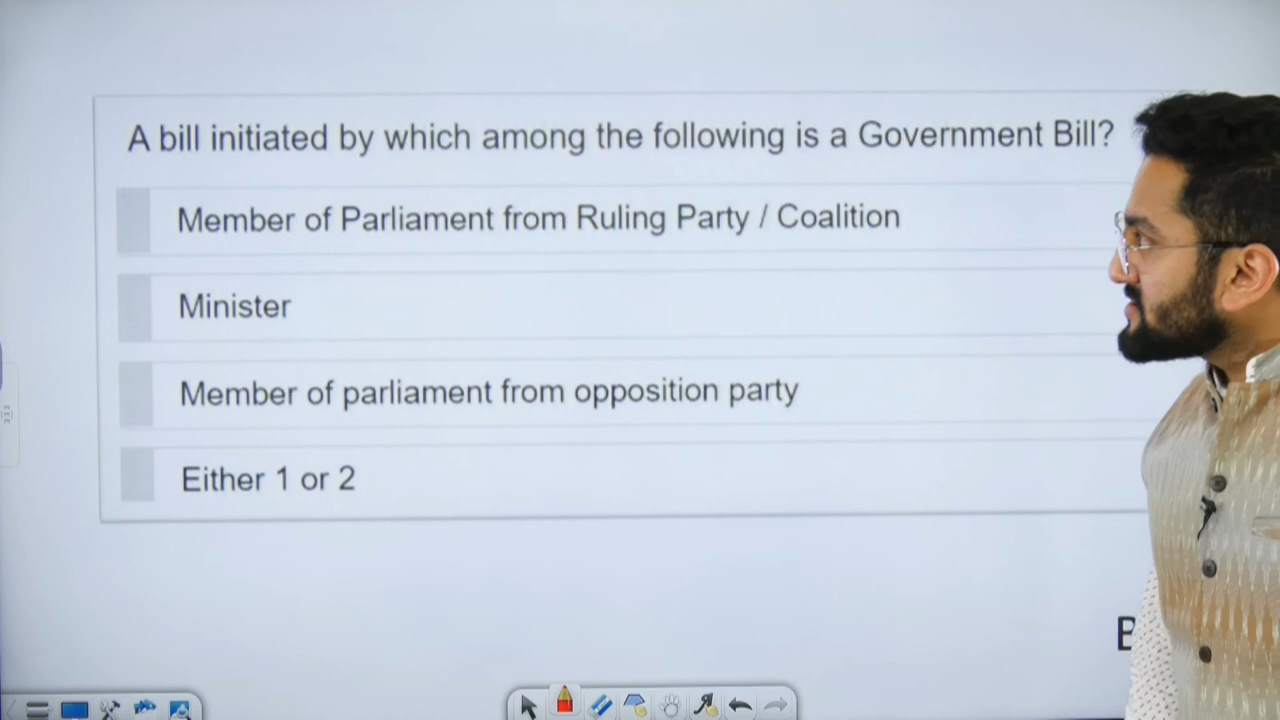 A bill initiated by which among the following is a Government Bill?
Member of Parliament from Ruling Party / Coalition
Minister
Member of parliament from opposition party
Either 1 or 2